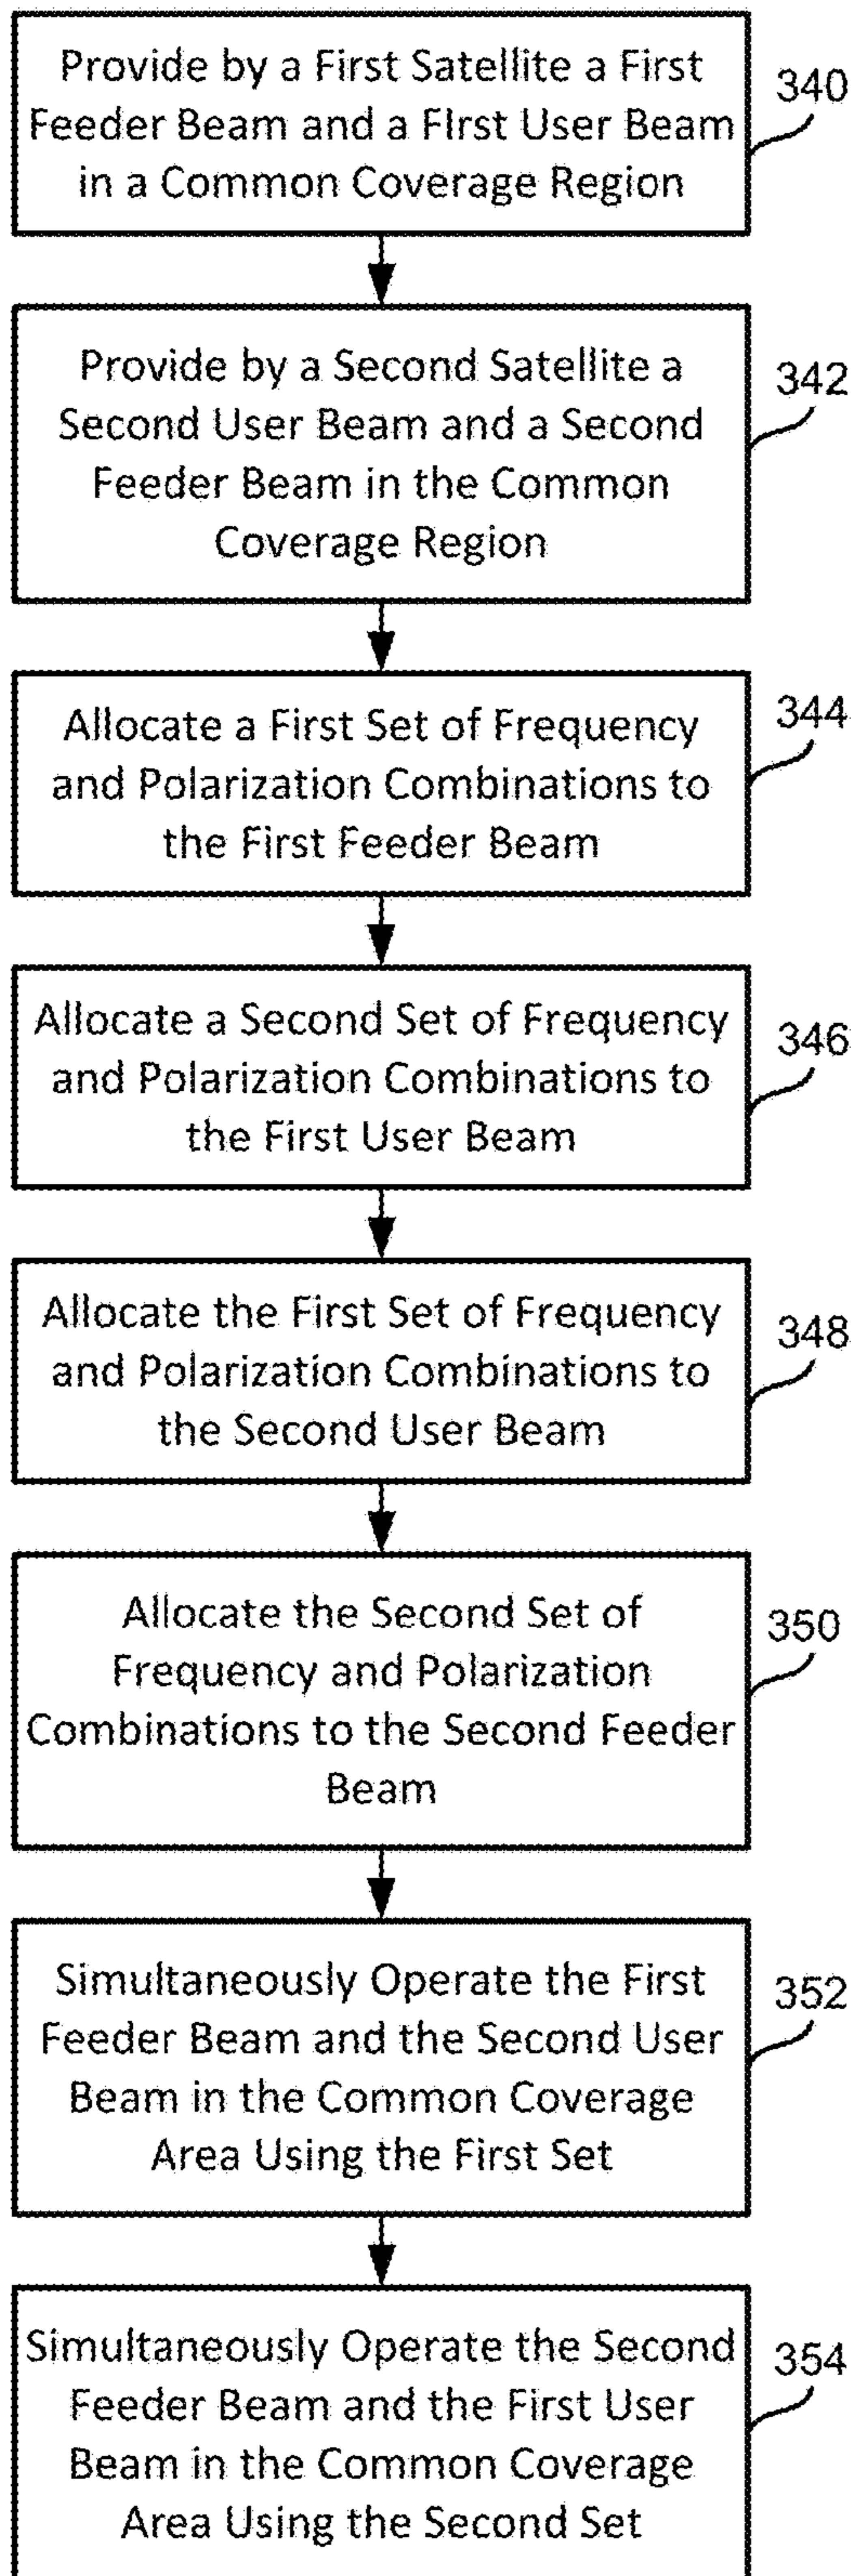 Provide by a First Satellite a First
Feeder Beam and a FIrst User Beam
in a Common Coverage Region
340
Provide by a Second Satellite a
Second User Beam and a Second
Feeder Beam in the Common
Coverage Region
342
Allocate a First Set of Frequency
and Polarization Combinations to
the First Feeder Beam
344
Allocate a Second Set of Frequency
and Polarization Combinations to
the First User Beam
346
Allocate the First Set of Frequency
and Polarization Combinations to
the Second User Beam
348
Allocate the Second Set of
Frequency and Polarization
Combinations to the Second Feeder
Beam
350
Simultaneously Operate the First
Feeder Beam and the Second User
Beam in the Common Coverage
Area Using the First Set
352
Simultaneously Operate the Second
Feeder Beam and the First User
Beam in the Common Coverage
Area Using the Second Set
354